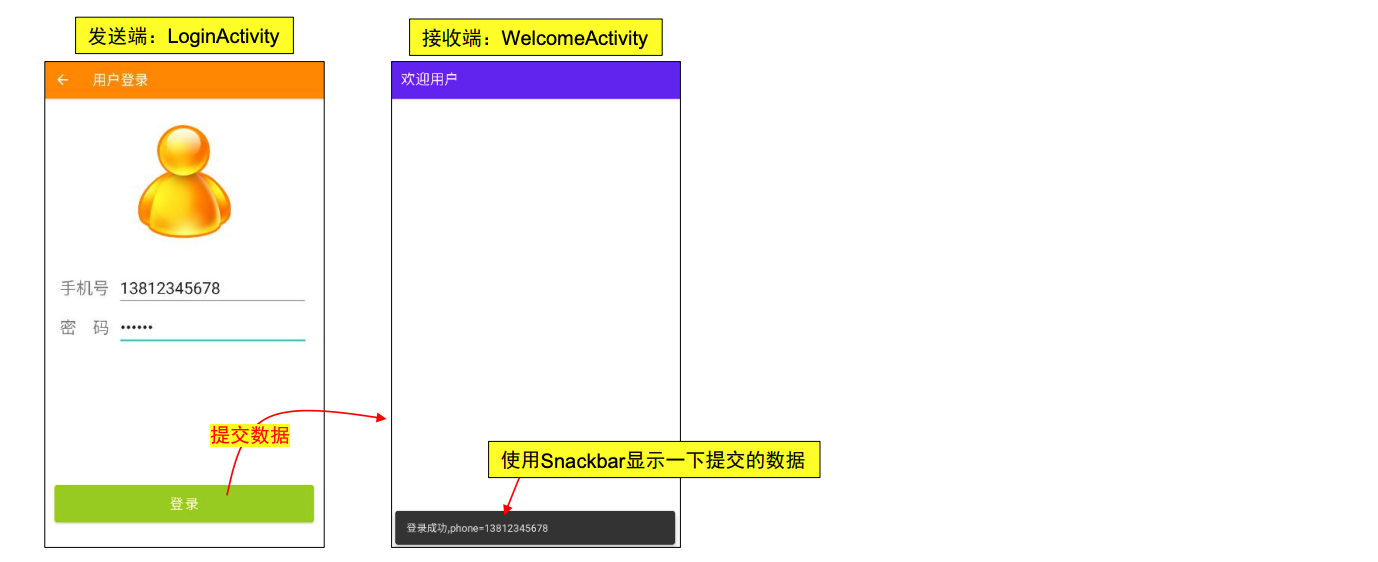 发送端：LoginActivity
接收端：WelcomeActivity
用户登录
欢迎用户
手机号 13812345678
密 码 ••••••
提交数据
使用Snackbar显示一下提交的数据
登录
登录成功,phone=13812345678